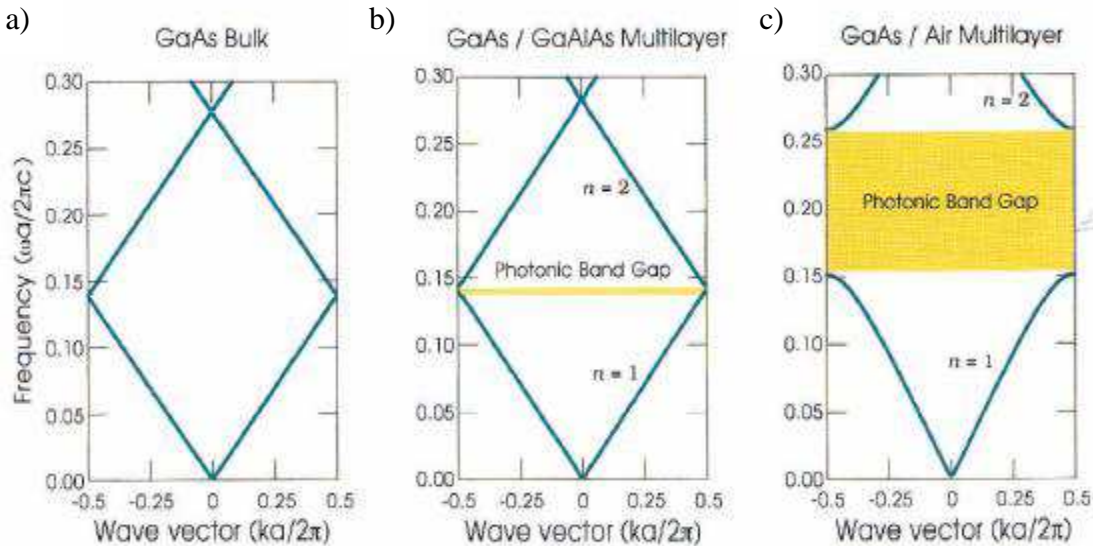 a)
GaAs Bulk
Frequency (ωa/2πc)
0.30
0.25
0.20
0.15
0.10
0.05
0.00
-0.5
-0.25
0
0.25
0.5
Wave vector (ka/2π)
b)
GaAs / GaAlAs Multilayer
0.30
0.25
0.20
0.15
0.10
0.05
0.00
n = 2
Photonic Band Gap
n = 1
-0.5
-0.25
0
0.25
0.5
Wave vector (ka/2π)
c)
GaAs / Air Multilayer
0.30
0.25
0.20
0.15
0.10
0.05
0.00
n = 2
Photonic Band Gap
n = 1
-0.5
-0.25
0
0.25
0.5
Wave vector (ka/2π)